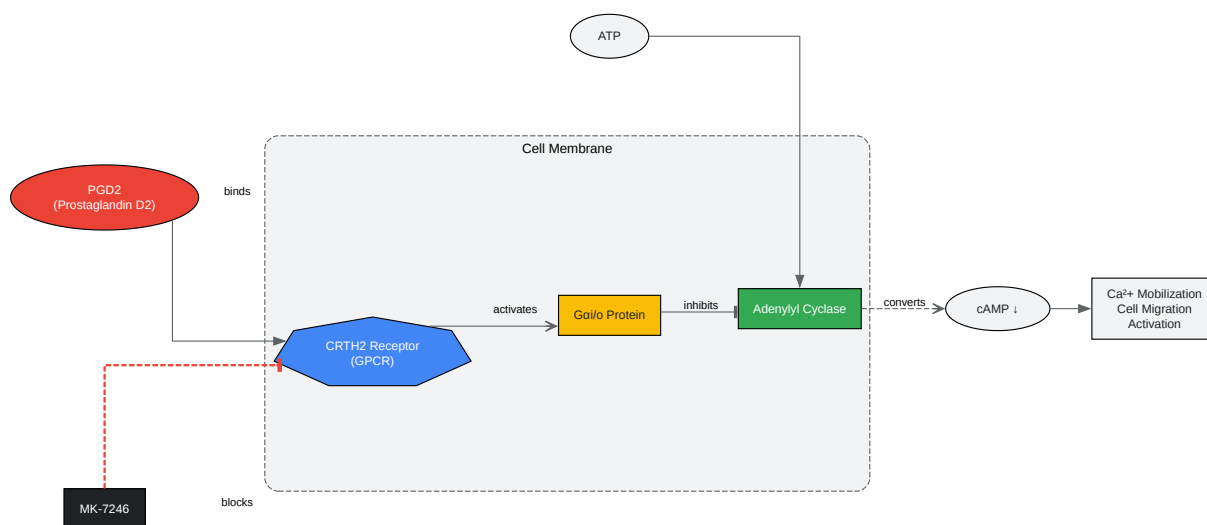 ATP
Cell Membrane
PGD2
(Prostaglandin D2)
binds
activates
Gαi/o Protein
inhibits
Adenylyl Cyclase
converts
cAMP ↓
Ca²+ Mobilization
Cell Migration
Activation
CRTH2 Receptor
(GPCR)
MK-7246
blocks